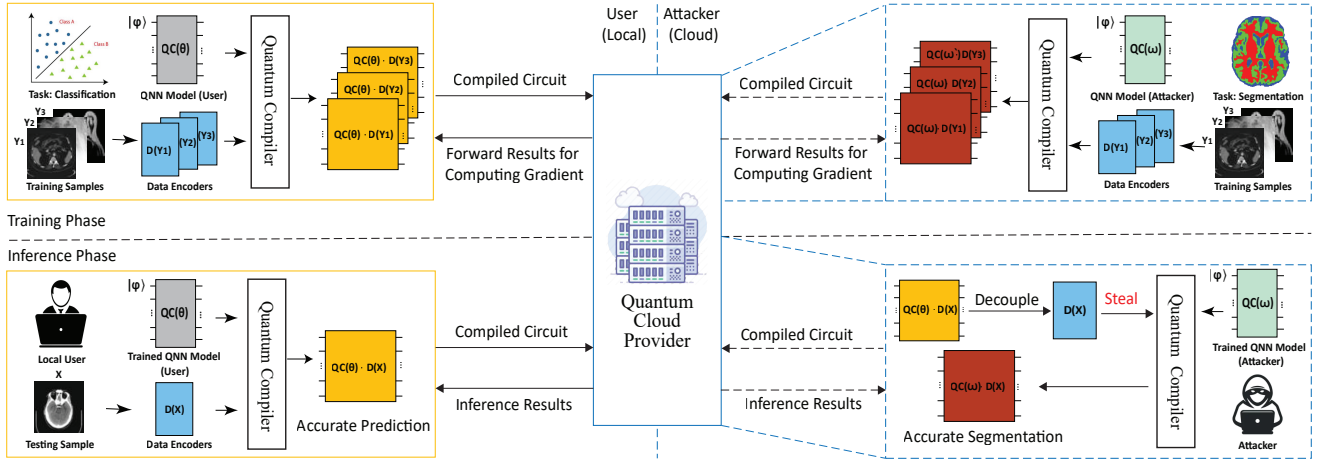 Class A
Class B
Task: Classification
|φ⟩
QC(θ)
QNN Model (User)
Y3
Y2
Y1
Training Samples
D(Y1)
(Y2)
(Y3)
Data Encoders
Quantum Compiler
QC(θ) · D(Y3)
QC(θ) · D(Y2)
QC(θ) · D(Y1)
Compiled Circuit
Forward Results for
Computing Gradient
User
(Local)
Attacker
(Cloud)
Compiled Circuit
Forward Results for
Computing Gradient
QC(ω) D(Y3)
QC(ω) D(Y2)
QC(ω) · D(Y1)
Quantum Compiler
|φ⟩
QC(ω)
QNN Model (Attacker)
Task: Segmentation
D(Y1)
(Y2)
(Y3)
Data Encoders
Y3
Y2
Y1
Training Samples
Training Phase
Inference Phase
Quantum
Cloud
Provider
Local User
X
Testing Sample
|φ⟩
QC(θ)
Trained QNN Model
(User)
D(X)
Data Encoders
Quantum Compiler
QC(θ) · D(X)
Accurate Prediction
Compiled Circuit
Inference Results
Compiled Circuit
Inference Results
QC(θ) · D(X)
Decouple
D(X)
Steal
Quantum Compiler
|φ⟩
QC(ω)
Trained QNN Model
(Attacker)
QC(ω) · D(X)
Accurate Segmentation
Attacker